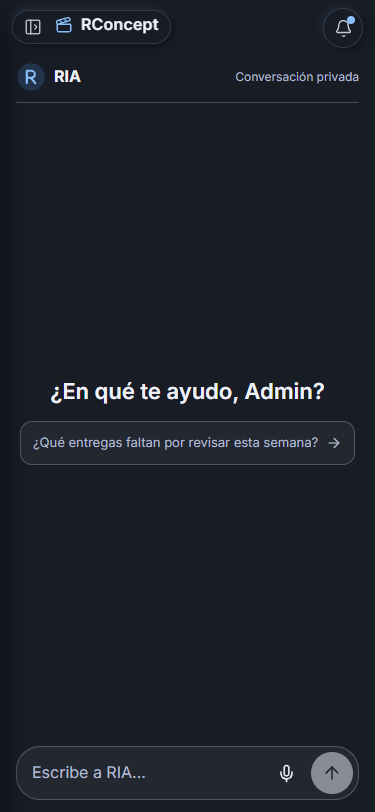 RConcept
R RIA
Conversación privada
¿En qué te ayudo, Admin?
¿Qué entregas faltan por revisar esta semana?
Escribe a RIA...